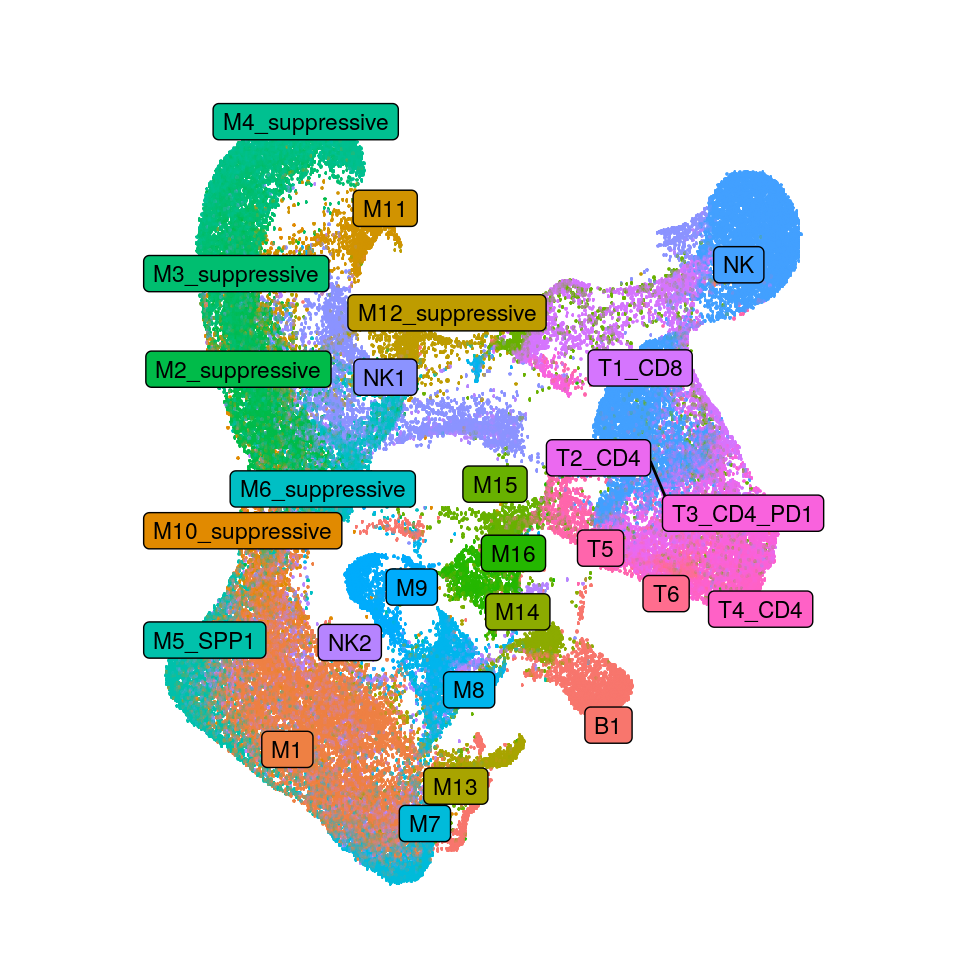 M4_suppressive
M11
NK
M3_suppressive
M12_suppressive
M2_suppressive
NK1
T1_CD8
T2_CD4
M6_suppressive
M15
T3_CD4_PD1
M10_suppressive
M16
T5
M9
T6
M14
T4_CD4
M5_SPP1
NK2
M8
B1
M1
M13
M7